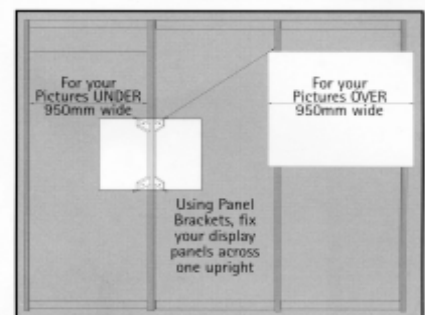 For your
Pictures UNDER
950mm wide
For your
Pictures OVER
950mm wide
Using Panel
Brackets, fix
your display
panels across
one upright